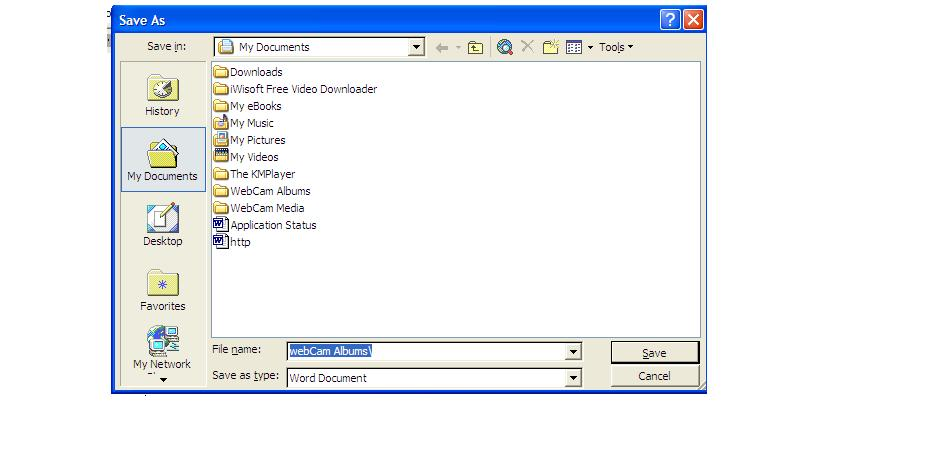 Save As
Save in: My Documents Tools
History
My Documents
Desktop
Favorites
My Network
Downloads
iWisoft Free Video Downloader
My eBooks
My Music
My Pictures
My Videos
The KMPlayer
WebCam Albums
WebCam Media
Application Status
http
File name: webCam Albums\ Save
Save as type: Word Document Cancel